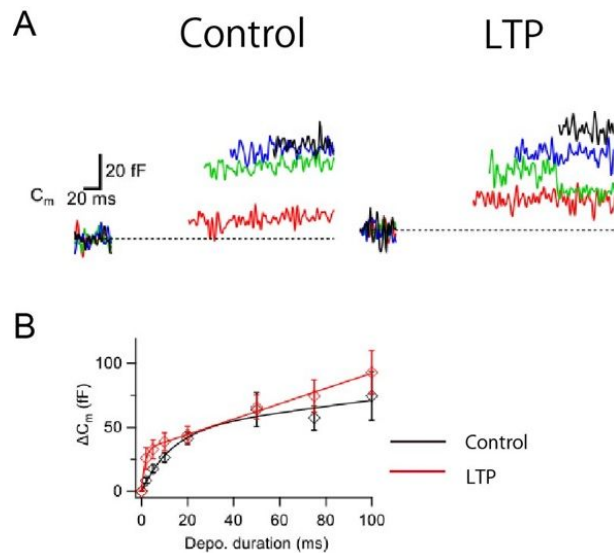 A
Control
LTP
20 fF
Cm
20 ms
B
100
50
0
ΔCm (fF)
0
20
40
60
80
100
Depo. duration (ms)
Control
LTP